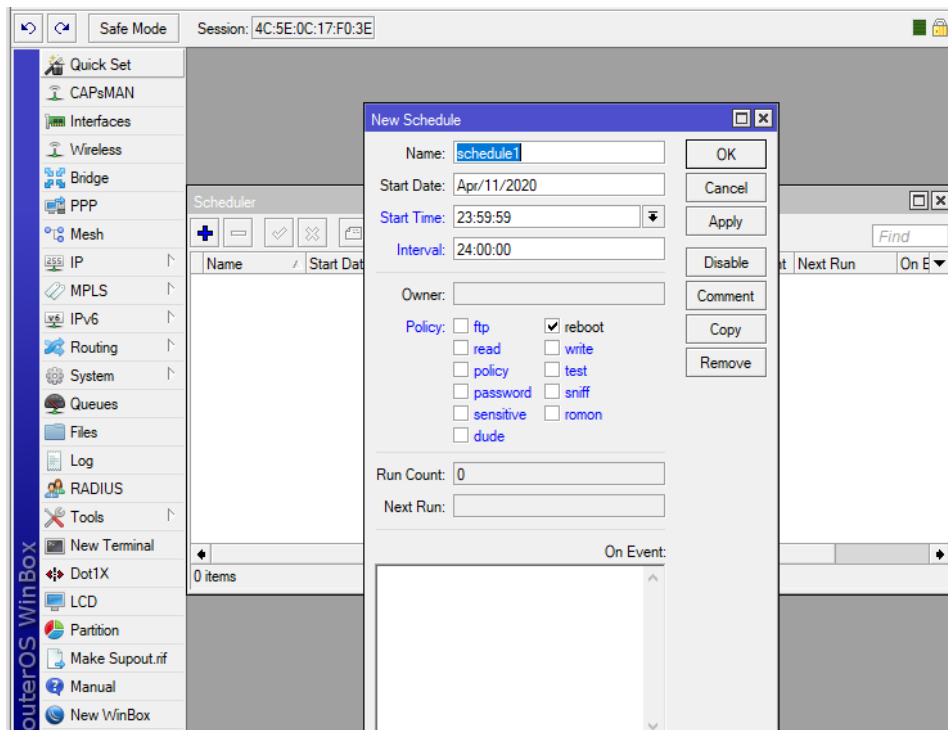 Safe Mode Session: 4C:5E:0C:17:F0:3E
Quick Set
CAPsMAN
Interfaces
Wireless
Bridge
PPP
Mesh
255 IP
MPLS
v6 IPv6
Routing
System
Queues
Files
Log
RADIUS
Tools
New Terminal
Dot1X
LCD
Partition
Make Supout.rif
Manual
New WinBox
outerOS WinBox
Scheduler
Find
Name Start Dat
t Next Run On E
0 items
New Schedule
Name: schedule1
Start Date: Apr/11/2020
Start Time: 23:59:59
Interval: 24:00:00
Owner:
Policy: ftp reboot
read write
policy test
password sniff
sensitive romon
dude
Run Count: 0
Next Run:
On Event:
OK
Cancel
Apply
Disable
Comment
Copy
Remove